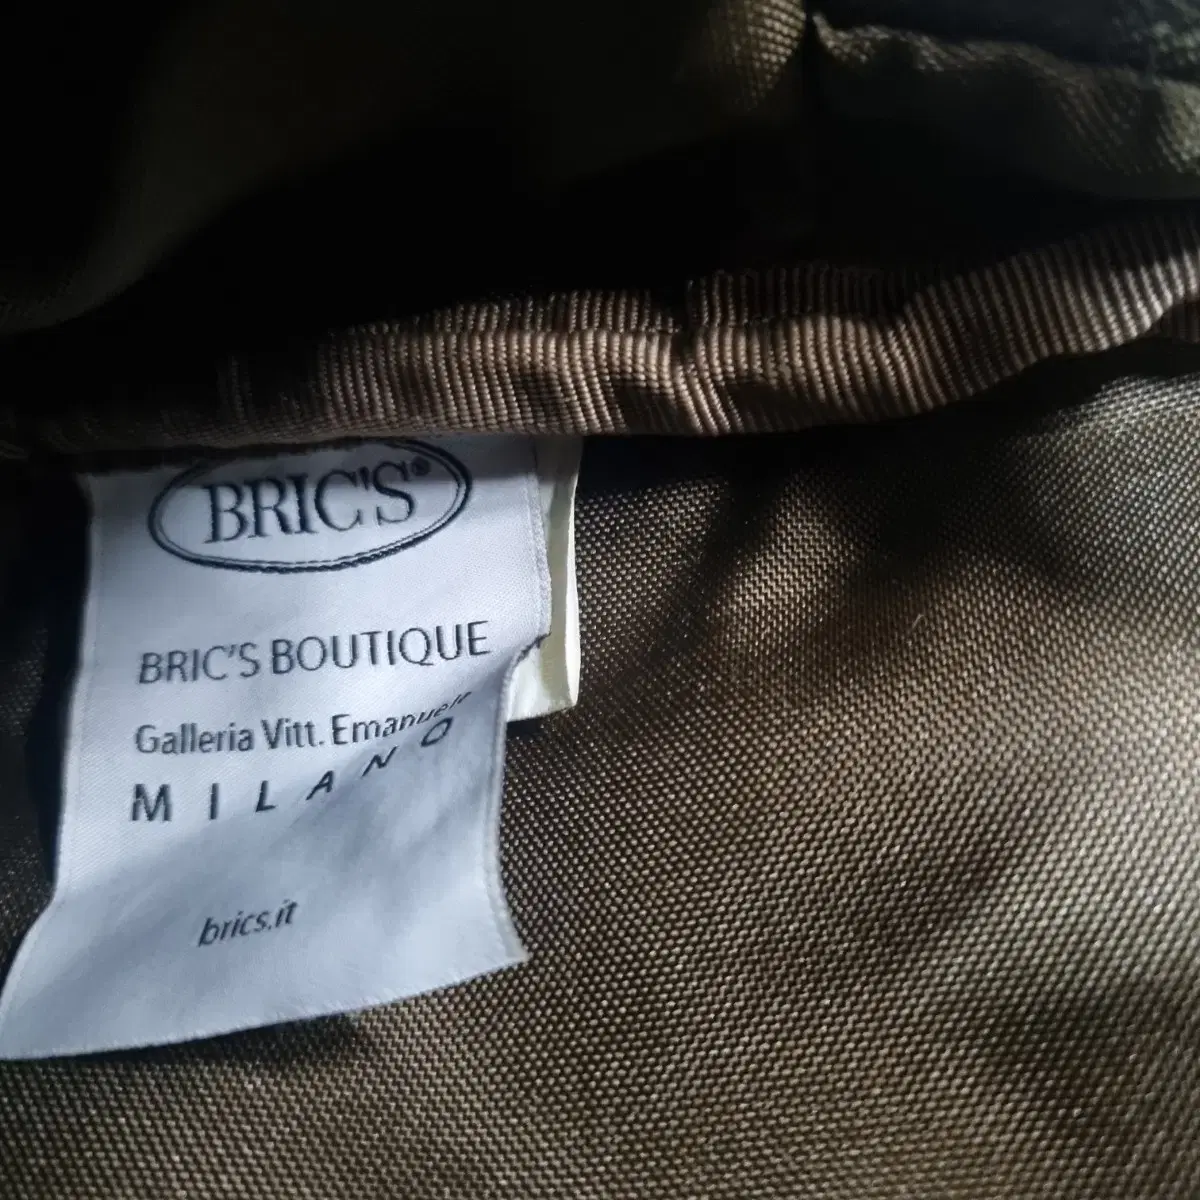 BRIC'S®
BRIC'S BOUTIQUE
Galleria Vitt. Emanuele
MILANO
brics.it